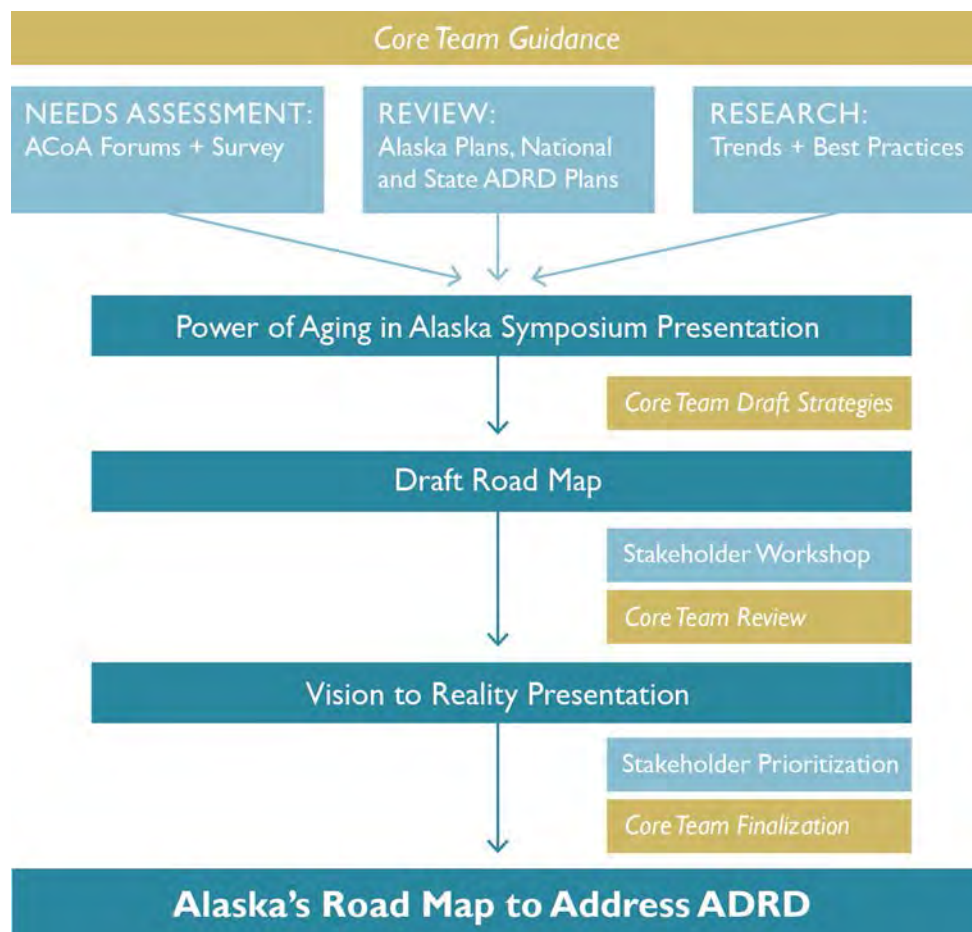 Core Team Guidance
NEEDS ASSESSMENT:
ACoA Forums + Survey
REVIEW:
Alaska Plans, National
and State ADRD Plans
RESEARCH:
Trends + Best Practices
Power of Aging in Alaska Symposium Presentation
Core Team Draft Strategies
Draft Road Map
Stakeholder Workshop
Core Team Review
Vision to Reality Presentation
Stakeholder Prioritization
Core Team Finalization
Alaska's Road Map to Address ADRD